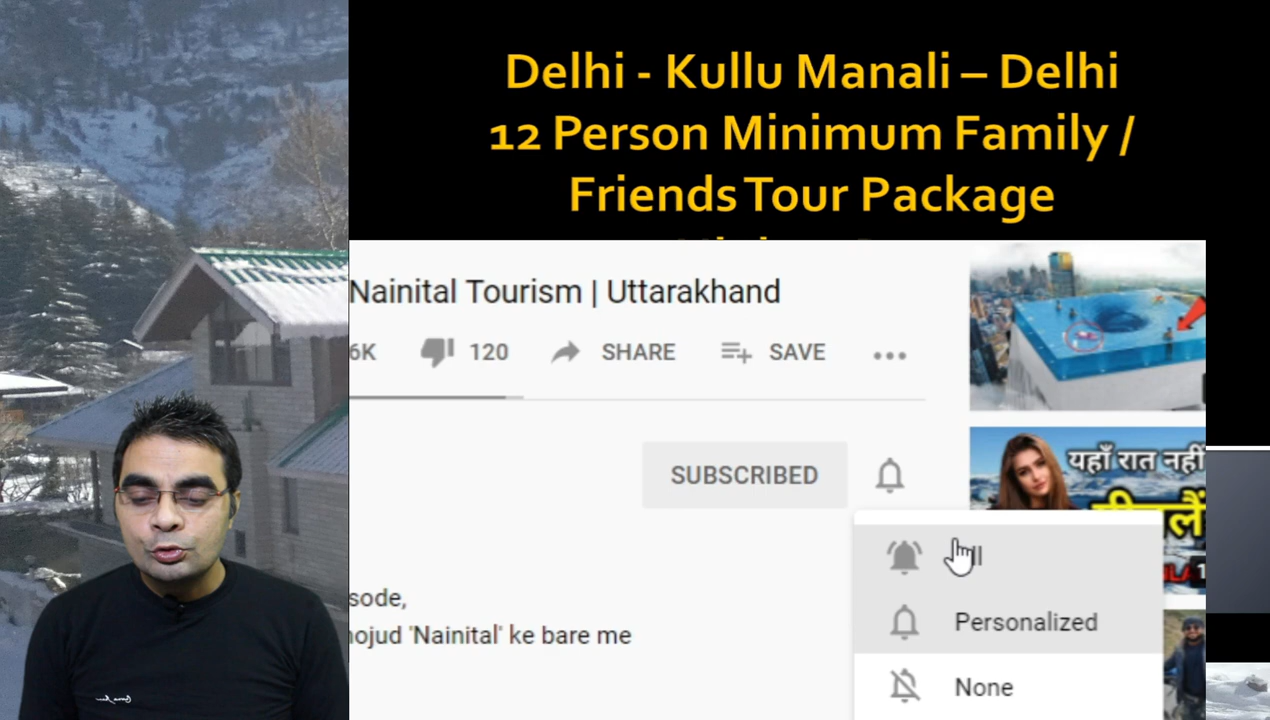 Delhi - Kullu Manali – Delhi
12 Person Minimum Family /
Friends Tour Package
Nainital Tourism | Uttarakhand
6K 120 SHARE SAVE
SUBSCRIBED
यहाँ रात नहीं
Personalized
None
sode,
'Nainital' ke bare me